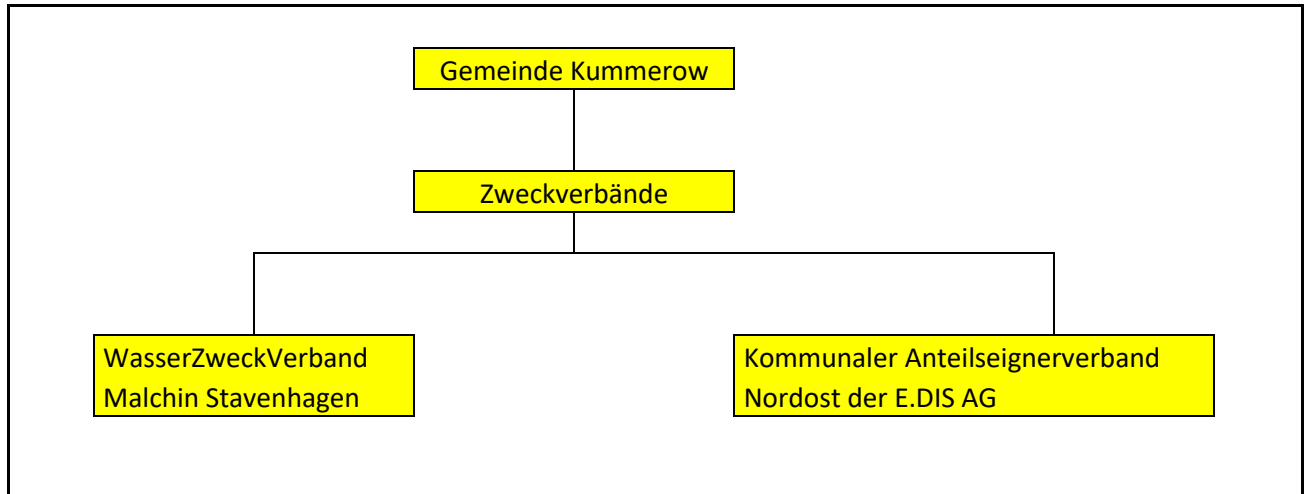 Gemeinde Kummerow
Zweckverbände
WasserZweckVerband
Malchin Stavenhagen
Kommunaler Anteilseignerverband
Nordost der E.DIS AG